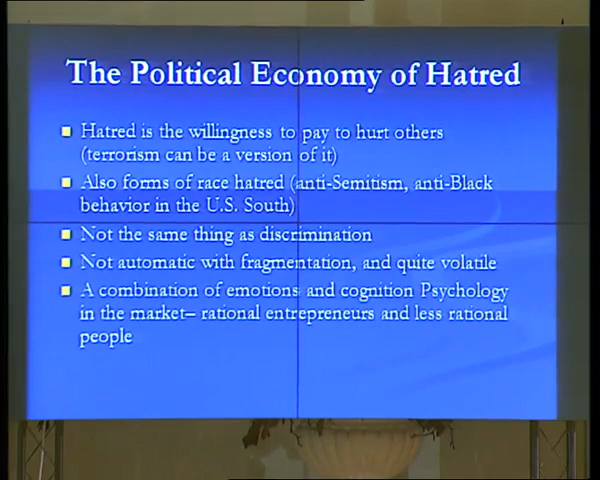 The Political Economy of Hatred
Hatred is the willingness to pay to hurt others
(terrorism can be a version of it)
Also forms of race hatred (anti-Semitism, anti-Black
behavior in the U.S. South)
Not the same thing as discrimination
Not automatic with fragmentation, and quite volatile
A combination of emotions and cognition Psychology
in the market– rational entrepreneurs and less rational
people